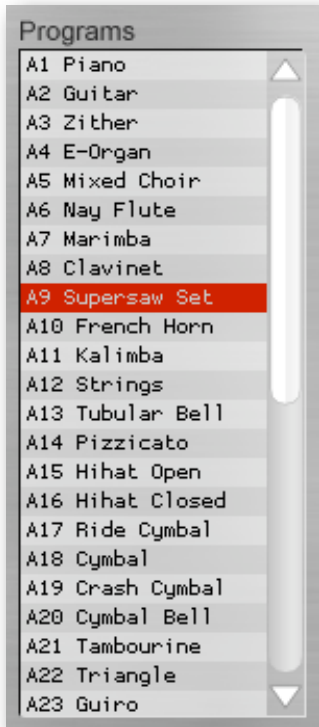 Programs
A1 Piano
A2 Guitar
A3 Zither
A4 E-Organ
A5 Mixed Choir
A6 Nay Flute
A7 Marimba
A8 Clavinet
A9 Supersaw Set
A10 French Horn
A11 Kalimba
A12 Strings
A13 Tubular Bell
A14 Pizzicato
A15 Hihat Open
A16 Hihat Closed
A17 Ride Cymbal
A18 Cymbal
A19 Crash Cymbal
A20 Cymbal Bell
A21 Tambourine
A22 Triangle
A23 Guiro